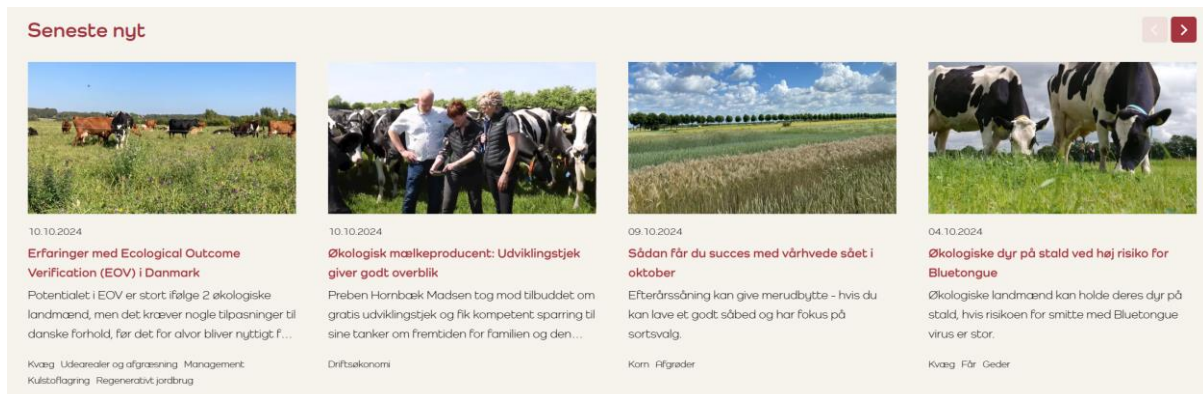 Seneste nyt
10.10.2024
Erfaringer med Ecological Outcome
Verification (EOV) i Danmark
Potentialet i EOV er stort ifølge 2 økologiske
landmænd, men det kræver nogle tilpasninger til
danske forhold, før det for alvor bliver nyttigt f...
Kvæg Udearealer og afgræsning Management
Kulstoflagring Regenerativt jordbrug
10.10.2024
Økologisk mælkeproducent: Udviklingstjek
giver godt overblik
Preben Hornbæk Madsen tog mod tilbuddet om
gratis udviklingstjek og fik kompetent sparring til
sine tanker om fremtiden for familien og den...
Driftsøkonomi
09.10.2024
Sådan får du succes med vårhvede sået i
oktober
Efterårssåning kan give merudbytte - hvis du
kan lave et godt såbed og har fokus på
sortsvalg.
Korn Afgrøder
04.10.2024
Økologiske dyr på stald ved høj risiko for
Bluetongue
Økologiske landmænd kan holde deres dyr på
stald, hvis risikoen for smitte med Bluetongue
virus er stor.
Kvæg Får Geder